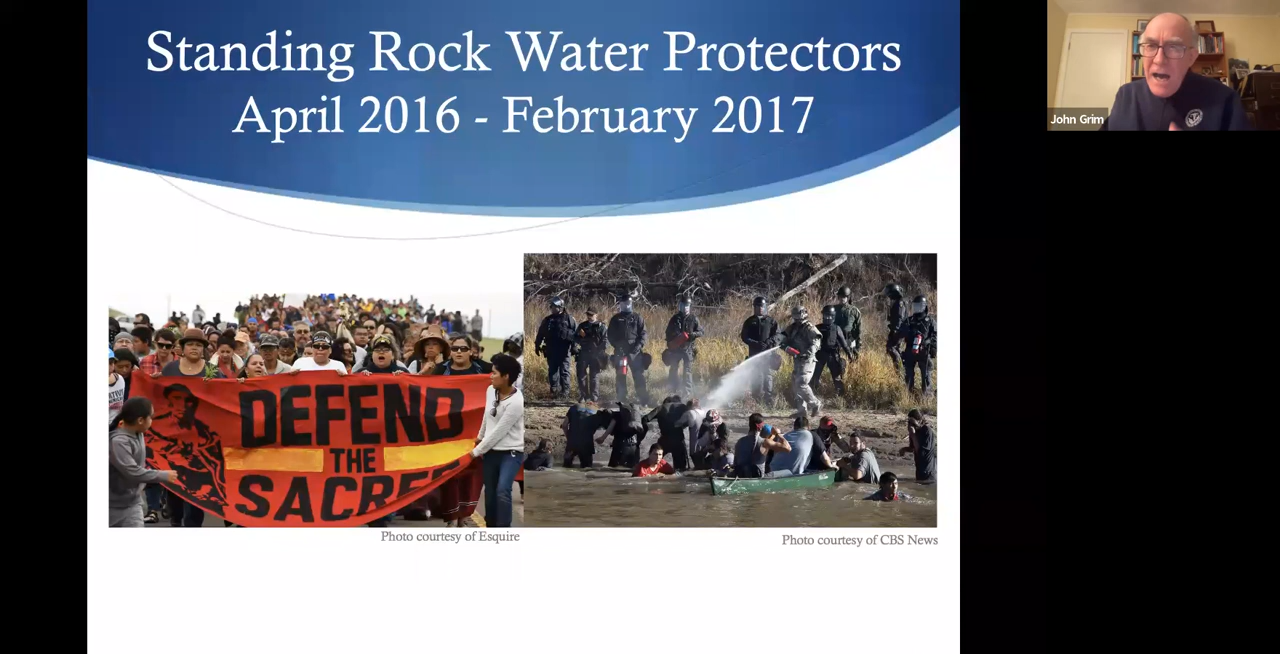 Standing Rock Water Protectors
April 2016 - February 2017
John Grim
DEFEND
THE
SACRED
Photo courtesy of Esquire
Photo courtesy of CBS News